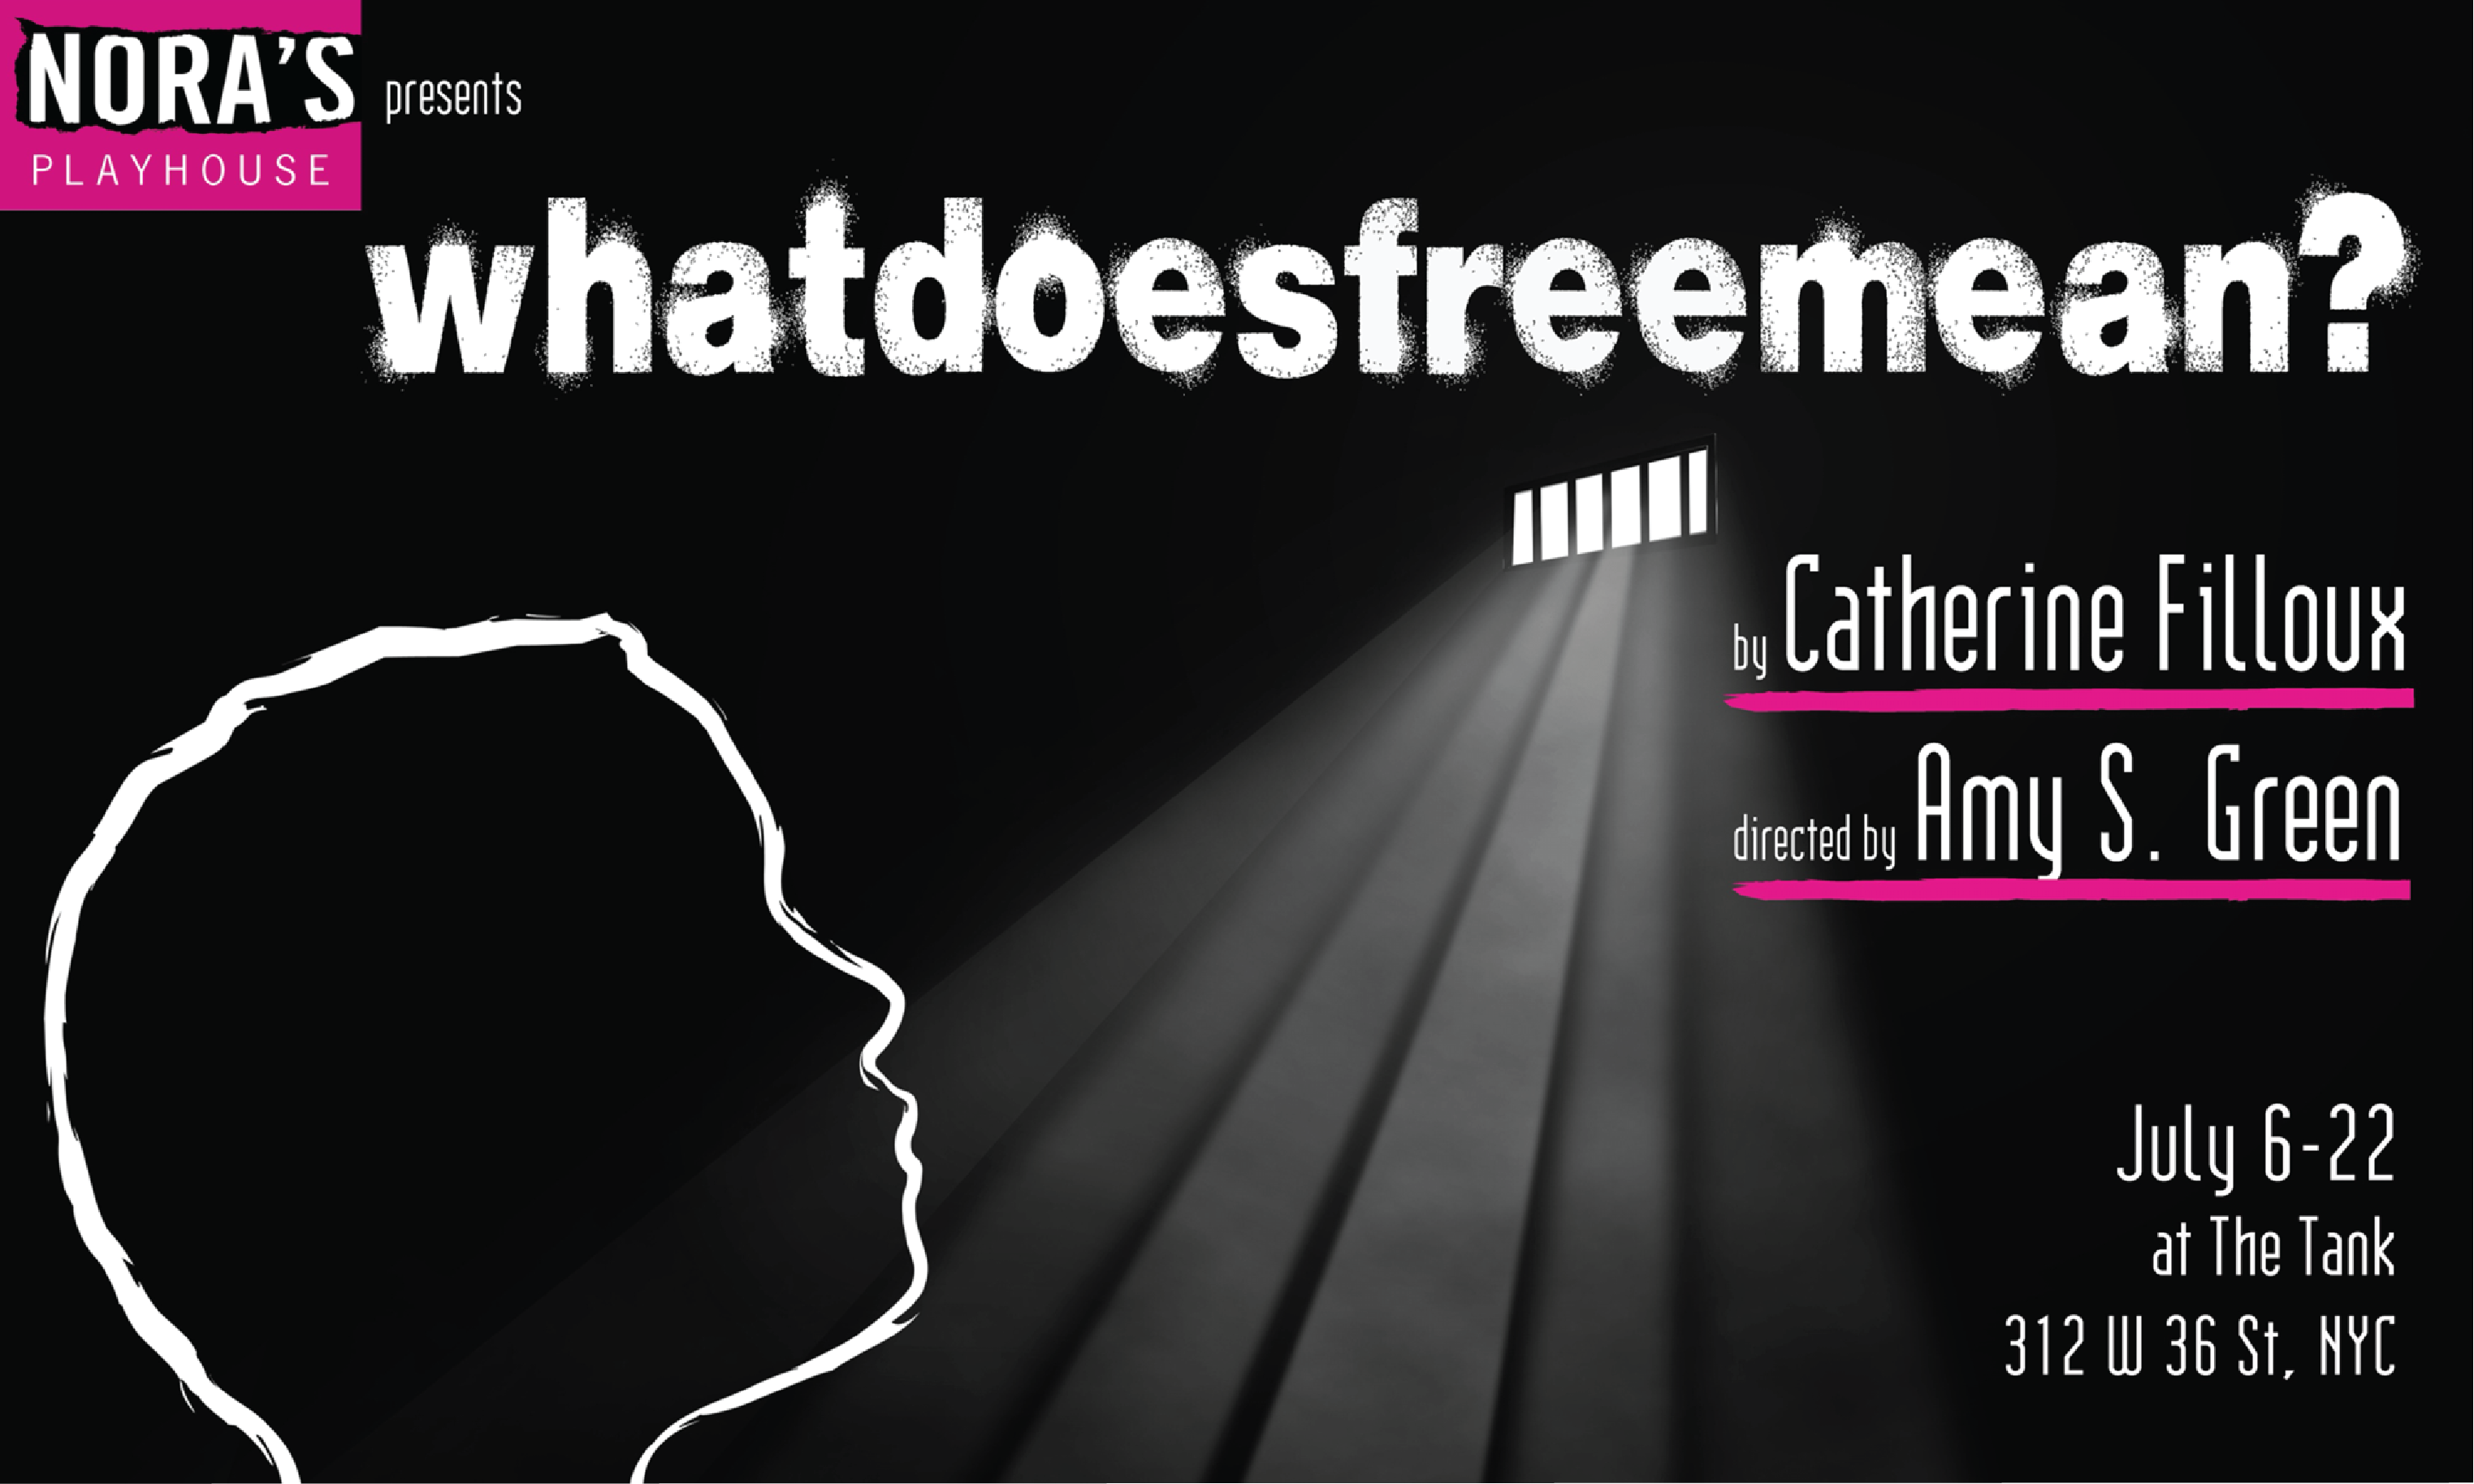 NORA'S
PLAYHOUSE
presents
whatdoesfreemean?
by Catherine Filloux
directed by Amy S. Green
July 6-22
at The Tank
312 W 36 St, NYC